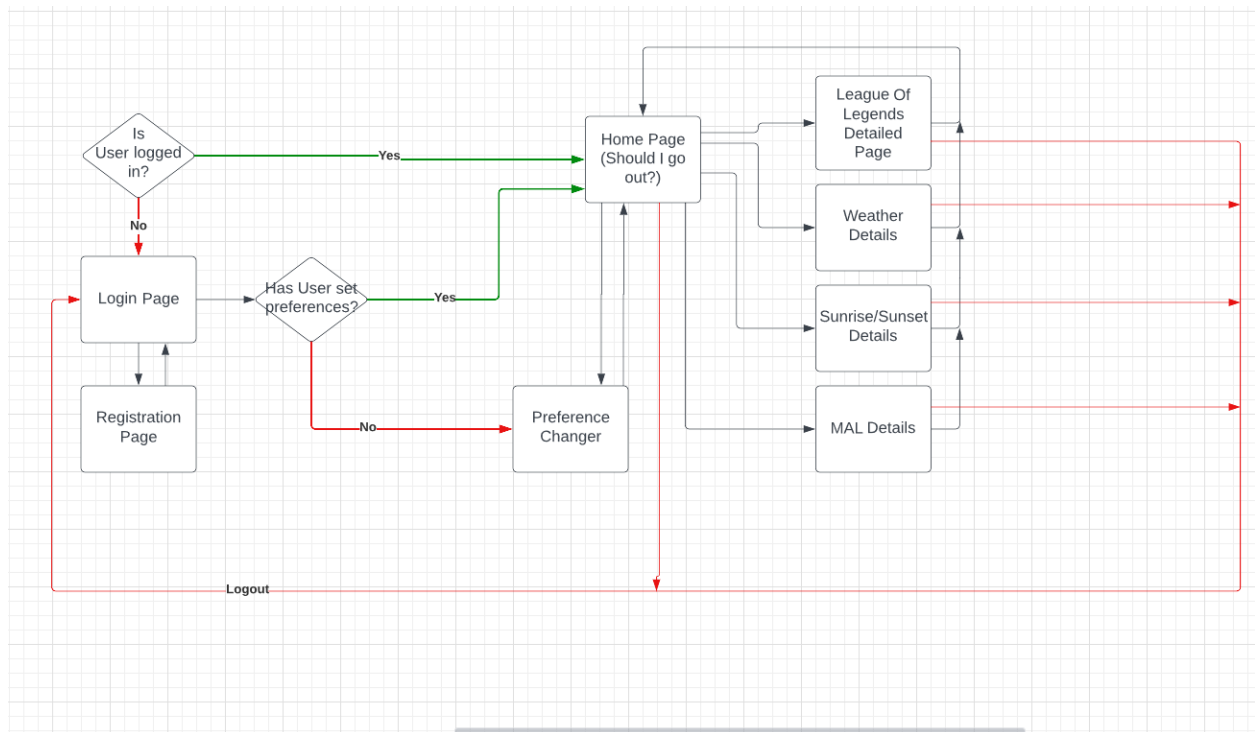 Is
User logged
in?
Yes
No
Login Page
Registration
Page
Has User set
preferences?
Yes
No
Preference
Changer
Home Page
(Should I go
out?)
League Of
Legends
Detailed
Page
Weather
Details
Sunrise/Sunset
Details
MAL Details
Logout